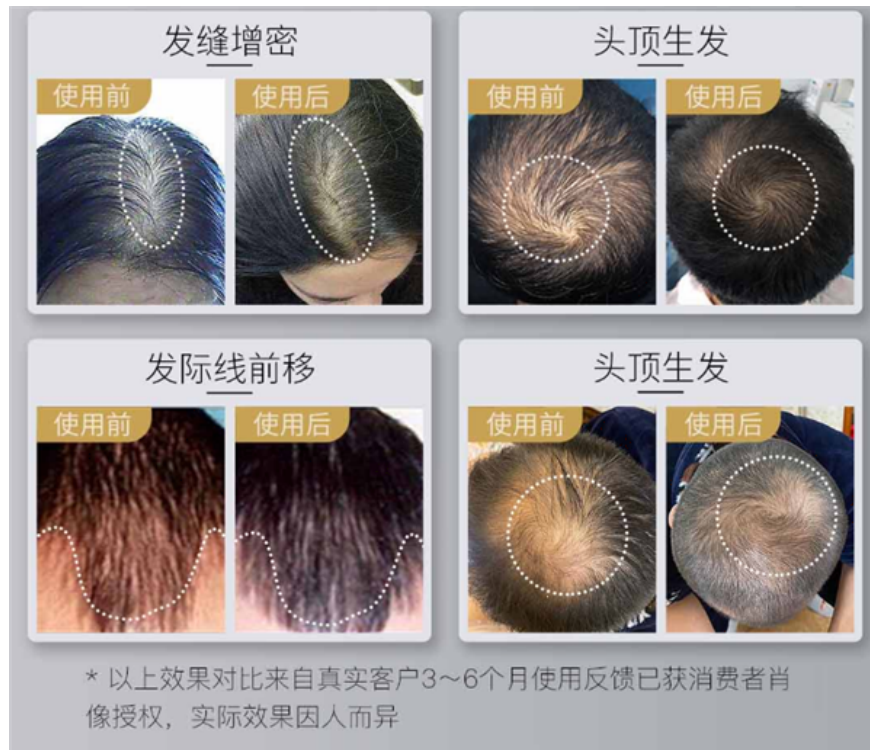 发缝增密
使用前
使用后
头顶生发
使用前
使用后
发际线前移
使用前
使用后
头顶生发
使用前
使用后
* 以上效果对比来自真实客户3~6个月使用反馈已获消费者肖
像授权，实际效果因人而异